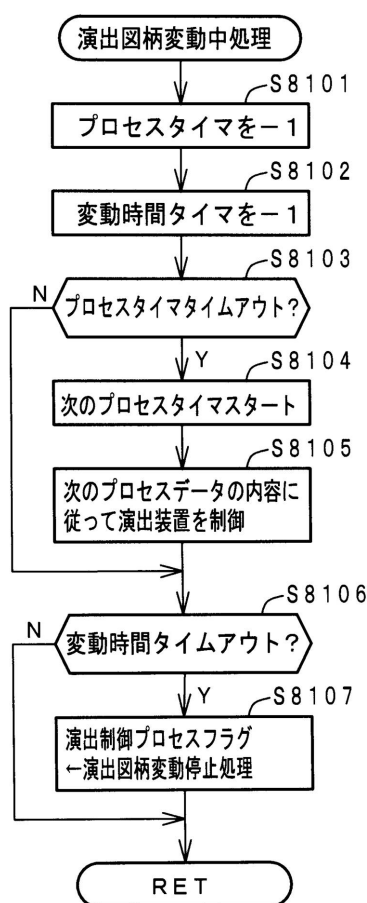 演出図柄変動中処理
S8101
プロセスタイマを－1
S8102
変動時間タイマを－1
S8103
プロセスタイマタイムアウト?
N
Y
S8104
次のプロセスタイマスタート
S8105
次のプロセスデータの内容に
従って演出装置を制御
S8106
変動時間タイムアウト?
N
Y
S8107
演出制御プロセスフラグ
←演出図柄変動停止処理
RET